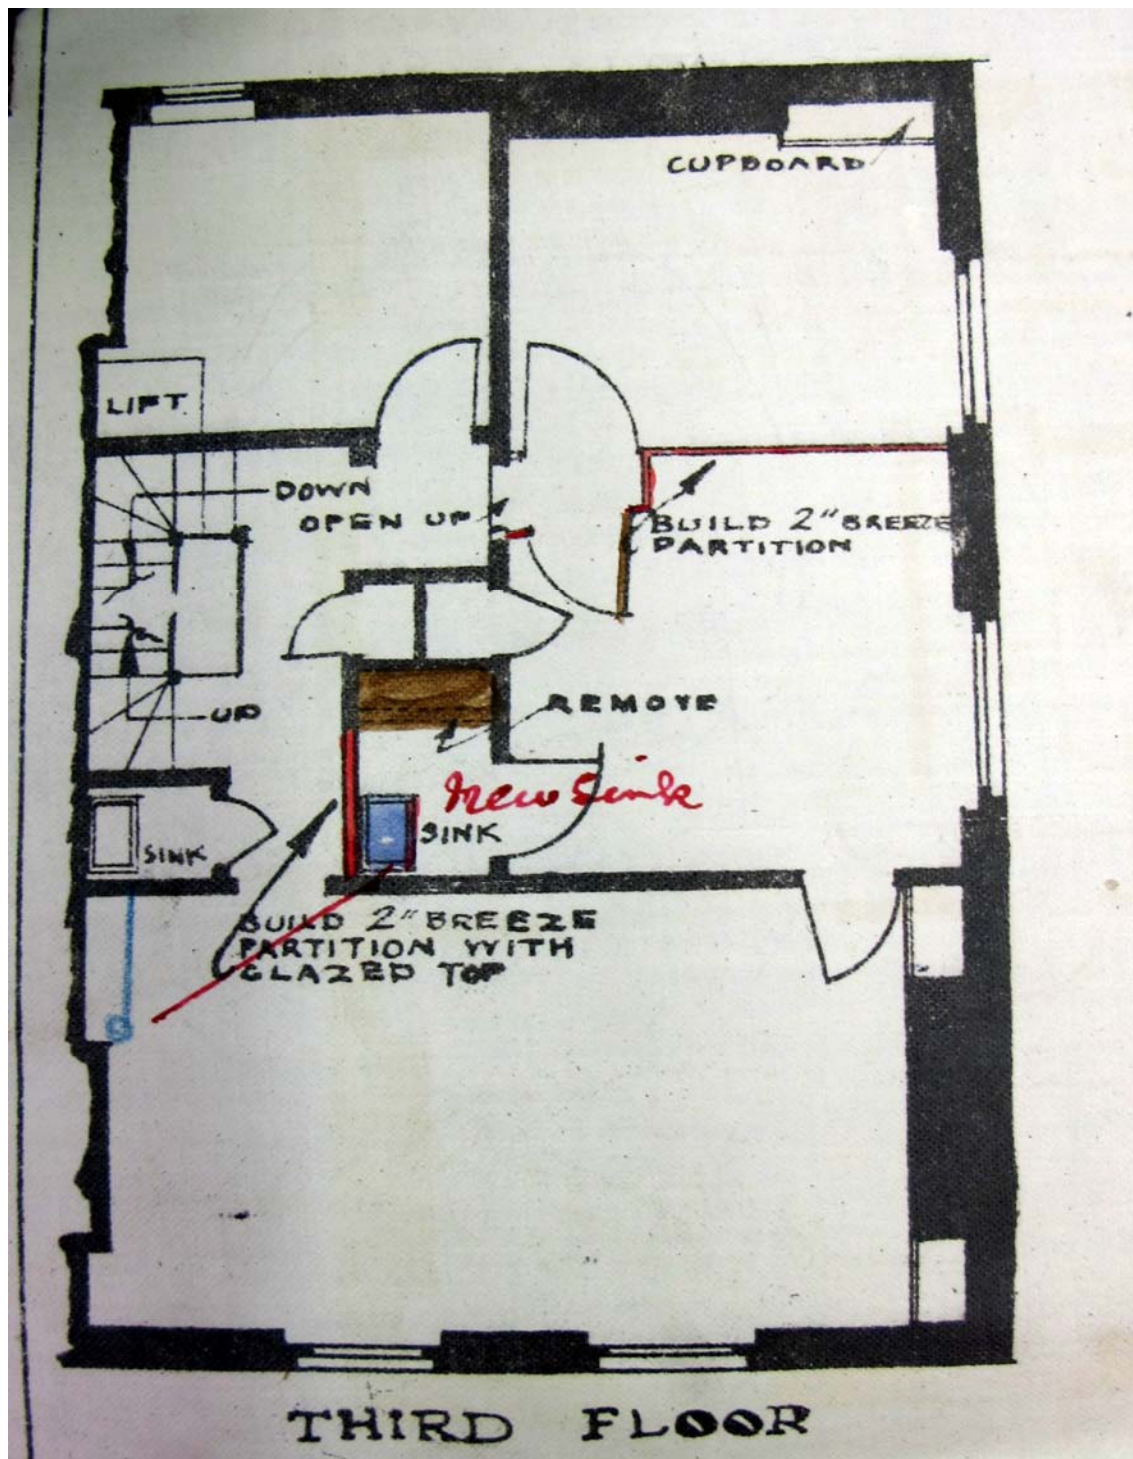 CUPBOARD
LIFT
DOWN
OPEN UP
BUILD 2" BREEZE
PARTITION
REMOVE
UP
New Sink
SINK
SINK
BUILD 2" BREEZE
PARTITION WITH
GLAZED TOP
THIRD FLOOR